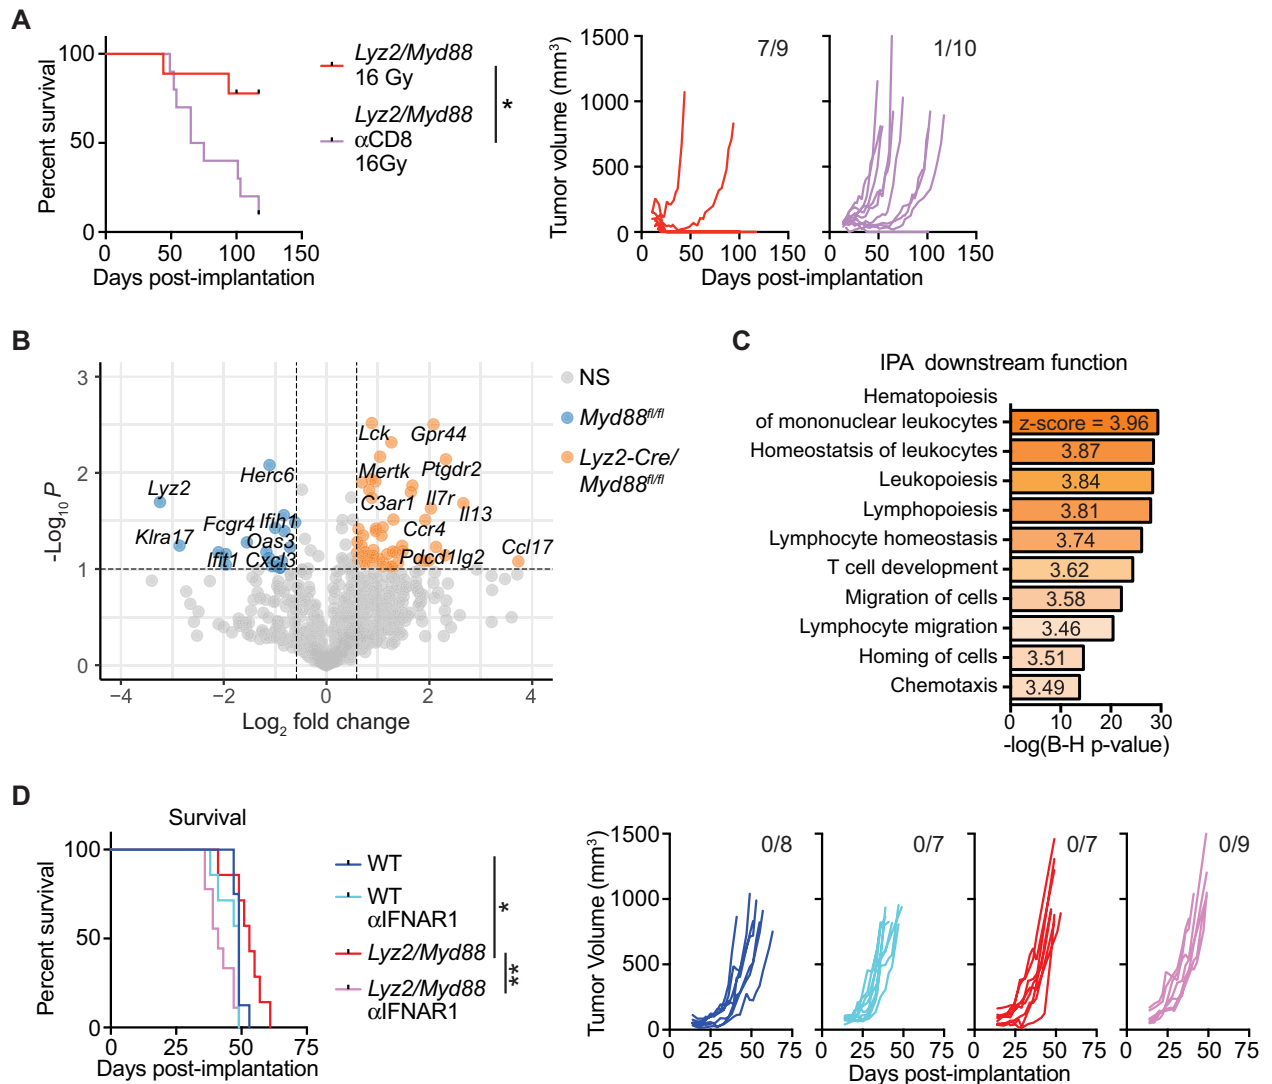 A
Percent survival
100
50
0
0 50 100 150
Days post-implantation
Lyz2/Myd88
16 Gy
Lyz2/Myd88
αCD8
16Gy
*
Tumor volume (mm³)
1500
1000
500
0
7/9
1/10
0 50 100 150
0 50 100 150
Days post-implantation
B
-Log₁₀ P
3
2
1
0
−4 −2 0 2 4
Log₂ fold change
Lck
Gpr44
Herc6
Mertk
Ptgdr2
Lyz2
C3ar1
Il7r
Il13
Fcgr4
Ifih1
Ccr4
Klra17
Oas3
Ifit1
Cxcl3
Pdcd1lg2
Ccl17
NS
Myd88fl/fl
Lyz2-Cre/
Myd88fl/fl
C
IPA downstream function
Hematopoiesis
of mononuclear leukocytes z-score = 3.96
Homeostatsis of leukocytes 3.87
Leukopoiesis 3.84
Lymphopoiesis 3.81
Lymphocyte homeostasis 3.74
T cell development 3.62
Migration of cells 3.58
Lymphocyte migration 3.46
Homing of cells 3.51
Chemotaxis 3.49
0 10 20 30
-log(B-H p-value)
D
Survival
Percent survival
100
50
0
0 25 50 75
Days post-implantation
WT
WT
αIFNAR1
Lyz2/Myd88
Lyz2/Myd88
αIFNAR1
*
**
Tumor Volume (mm³)
1500
1000
500
0
0/8
0/7
0/7
0/9
0 25 50 75
0 25 50 75
0 25 50 75
0 25 50 75
Days post-implantation